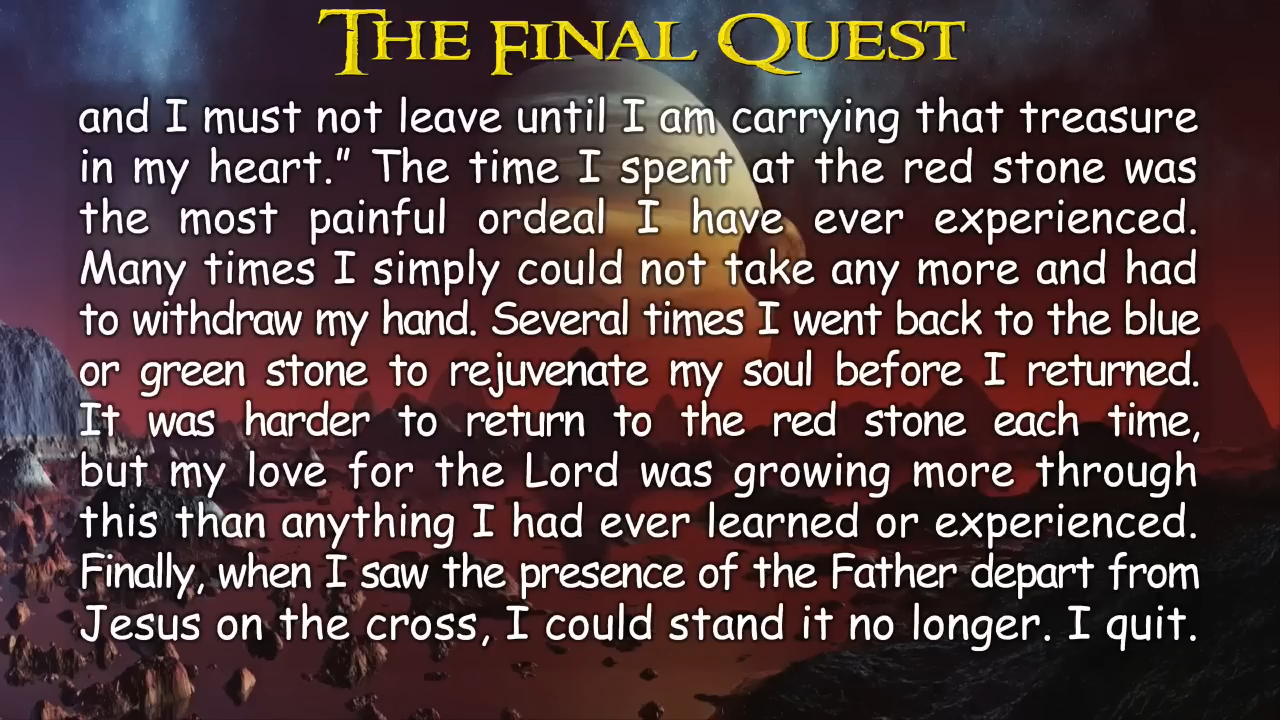 The Final Quest
and I must not leave until I am carrying that treasure
in my heart.” The time I spent at the red stone was
the most painful ordeal I have ever experienced.
Many times I simply could not take any more and had
to withdraw my hand. Several times I went back to the blue
or green stone to rejuvenate my soul before I returned.
It was harder to return to the red stone each time,
but my love for the Lord was growing more through
this than anything I had ever learned or experienced.
Finally, when I saw the presence of the Father depart from
Jesus on the cross, I could stand it no longer. I quit.